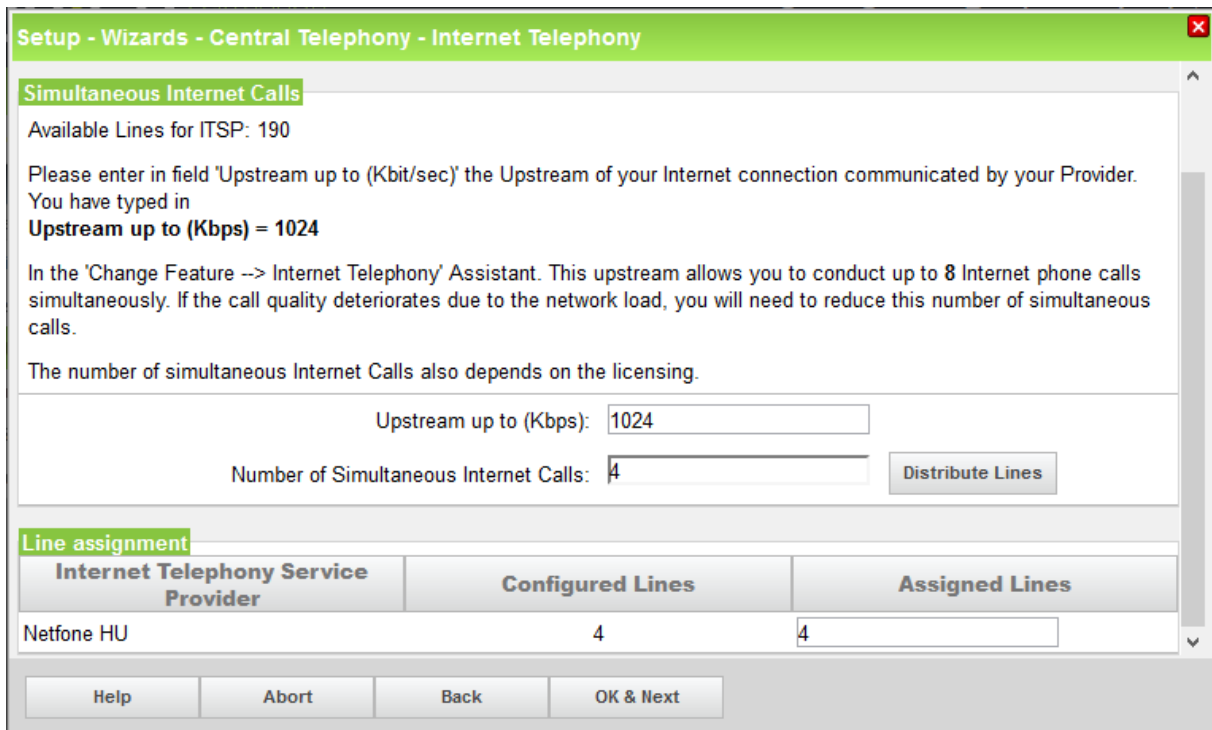 Setup - Wizards - Central Telephony - Internet Telephony
Simultaneous Internet Calls
Available Lines for ITSP: 190
Please enter in field 'Upstream up to (Kbit/sec)' the Upstream of your Internet connection communicated by your Provider.
You have typed in
Upstream up to (Kbps) = 1024
In the 'Change Feature --> Internet Telephony' Assistant. This upstream allows you to conduct up to 8 Internet phone calls
simultaneously. If the call quality deteriorates due to the network load, you will need to reduce this number of simultaneous
calls.
The number of simultaneous Internet Calls also depends on the licensing.
Upstream up to (Kbps): 1024
Number of Simultaneous Internet Calls: 4 Distribute Lines
Line assignment
Internet Telephony Service
Provider Configured Lines Assigned Lines
Netfone HU 4 4
Help Abort Back OK & Next